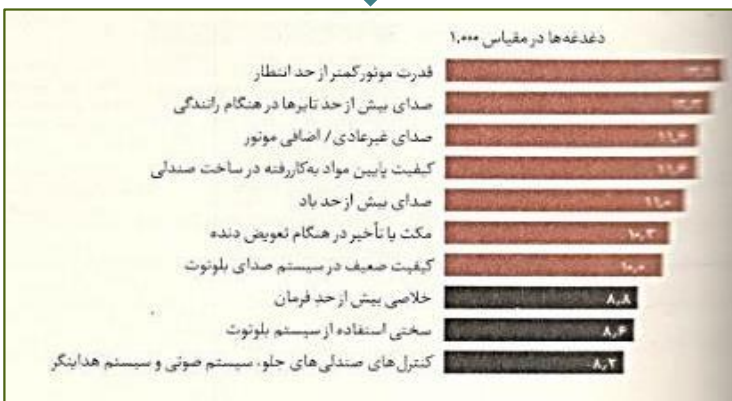 دغدغه‌ها در مقیاس ۱,۰۰۰
قدرت موتور کمتر از حد انتظار
صدای بیش از حد تایرها در هنگام رانندگی
صدای غیرعادی/ اضافی موتور ۱۱٫۶
کیفیت پایین مواد به‌کاررفته در ساخت صندلی ۱۱٫۶
صدای بیش از حد باد ۱۱٫۰
مکث یا تأخیر در هنگام تعویض دنده ۱۰٫۳
کیفیت ضعیف در سیستم صدای بلوتوث ۱۰٫۰
خلاصی بیش از حدِ فرمان ۸٫۸
سختی استفاده از سیستم بلوتوث ۸٫۶
کنترل‌های صندلی‌های جلو، سیستم صوتی و سیستم هدایتگر ۸٫۲